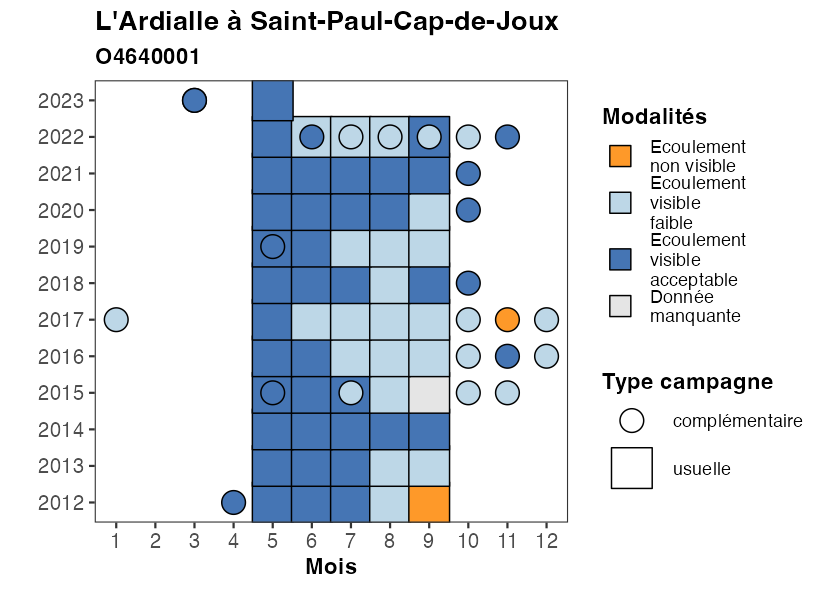 L'Ardialle à Saint-Paul-Cap-de-Joux
O4640001
2023
2022
2021
2020
2019
2018
2017
2016
2015
2014
2013
2012
1 2 3 4 5 6 7 8 9 10 11 12
Mois
Modalités
Ecoulement
non visible
Ecoulement
visible
faible
Ecoulement
visible
acceptable
Donnée
manquante
Type campagne
complémentaire
usuelle